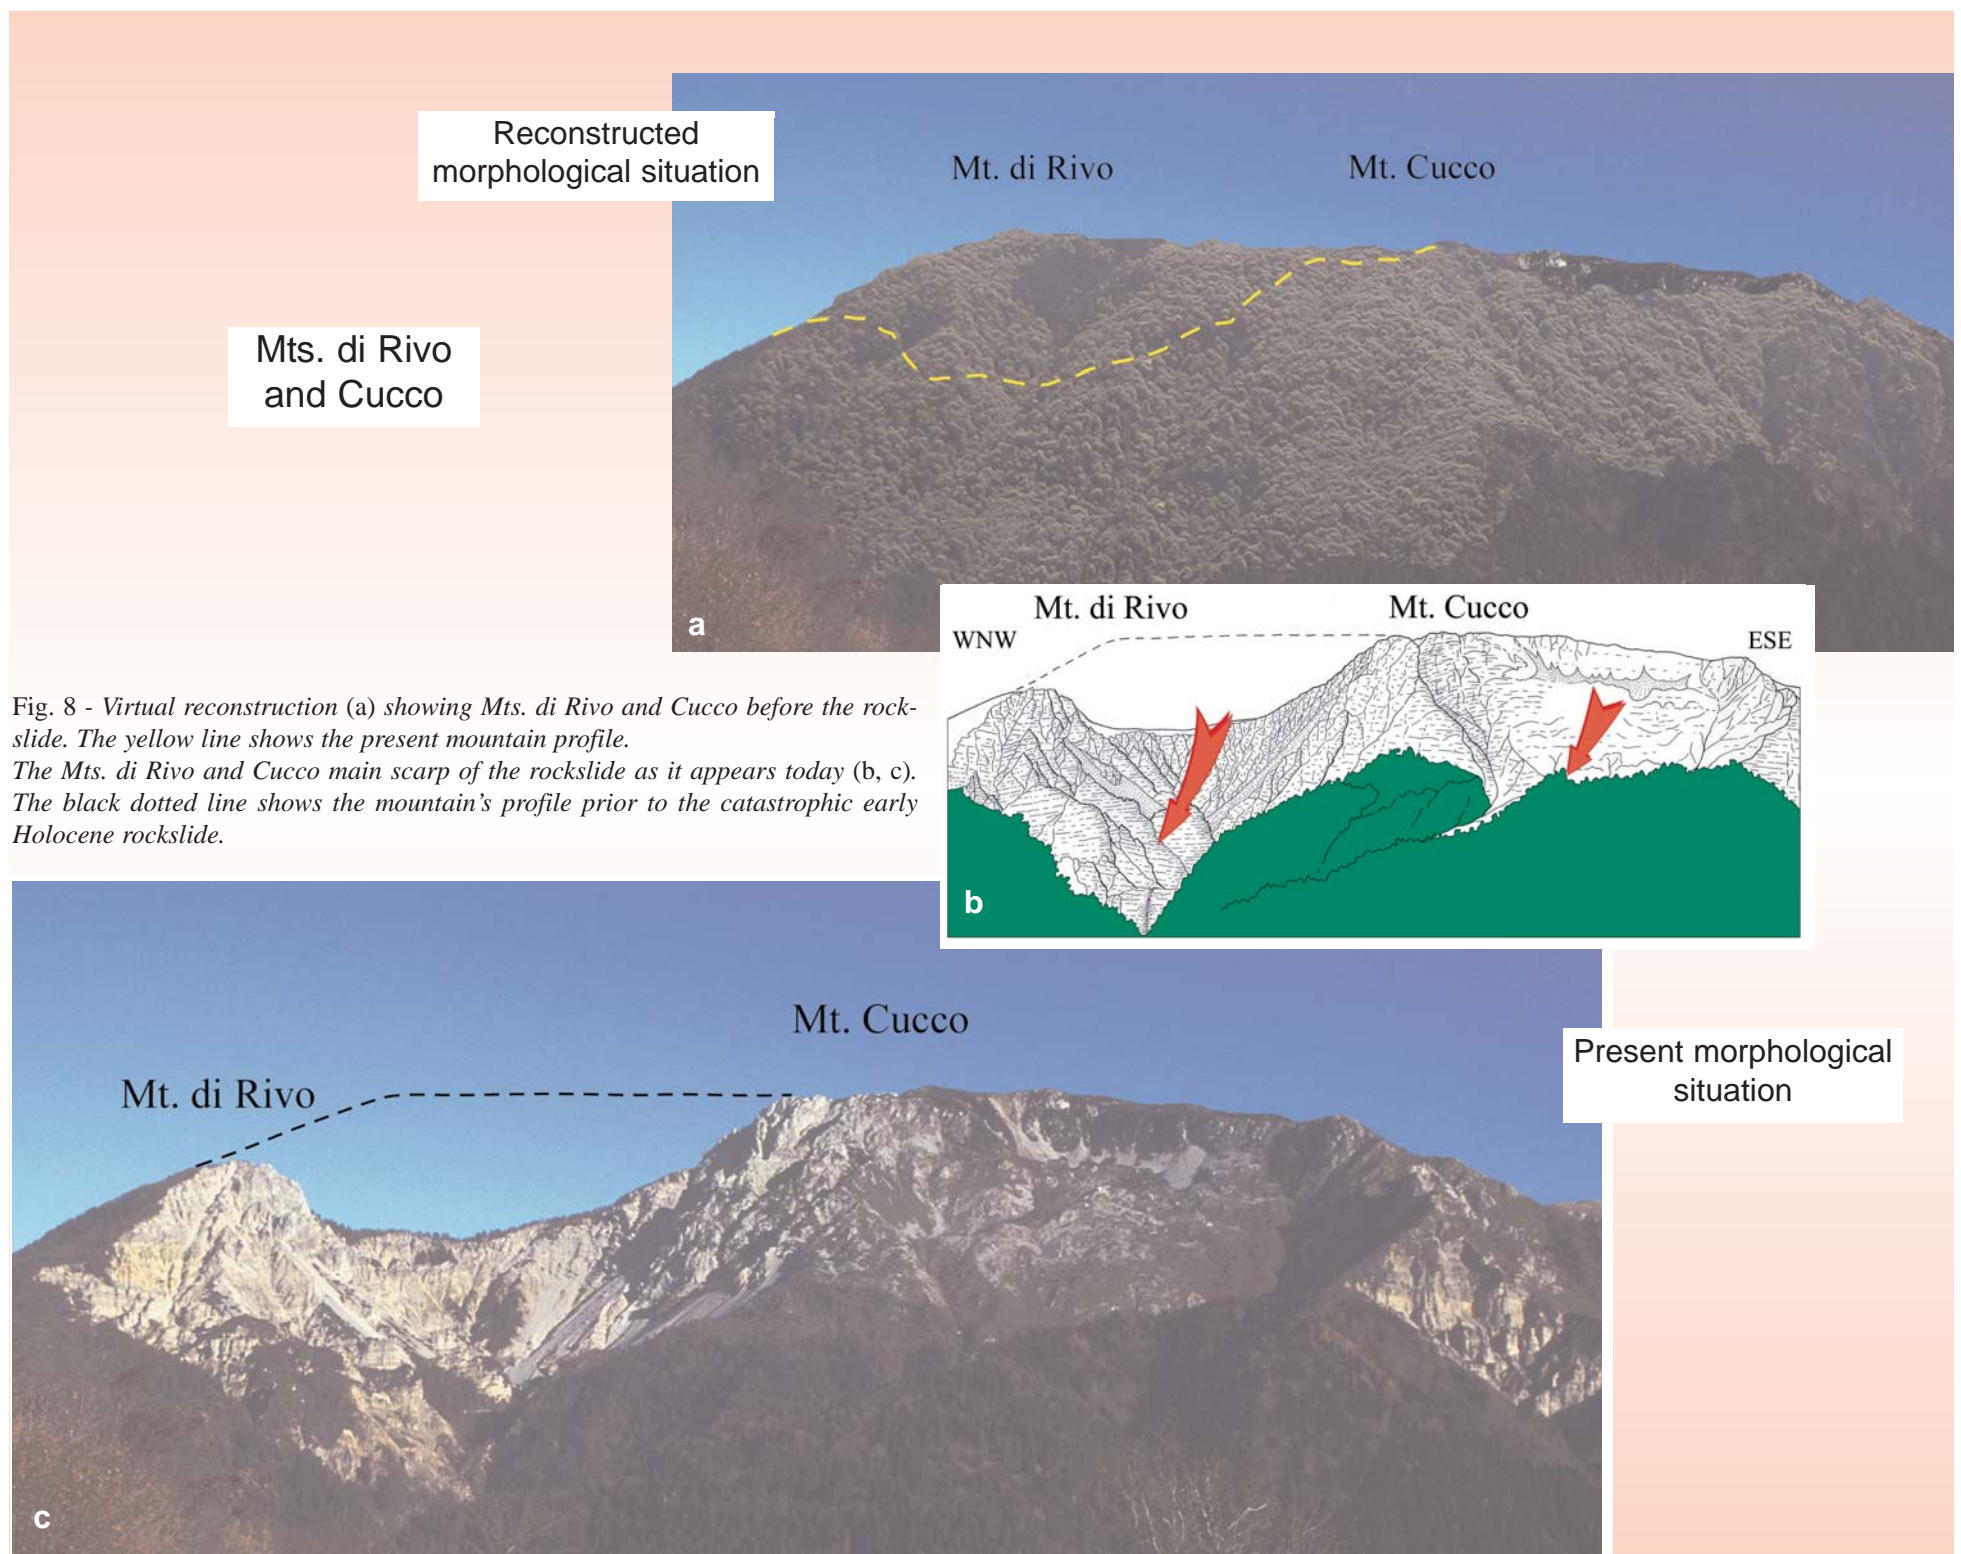 Reconstructed
morphological situation
Mt. di Rivo
Mt. Cucco
Mts. di Rivo
and Cucco
a
Mt. di Rivo
Mt. Cucco
WNW
ESE
b
Fig. 8 - Virtual reconstruction (a) showing Mts. di Rivo and Cucco before the rock-
slide. The yellow line shows the present mountain profile.
The Mts. di Rivo and Cucco main scarp of the rockslide as it appears today (b, c).
The black dotted line shows the mountain's profile prior to the catastrophic early
Holocene rockslide.
Mt. Cucco
Mt. di Rivo
Present morphological
situation
c